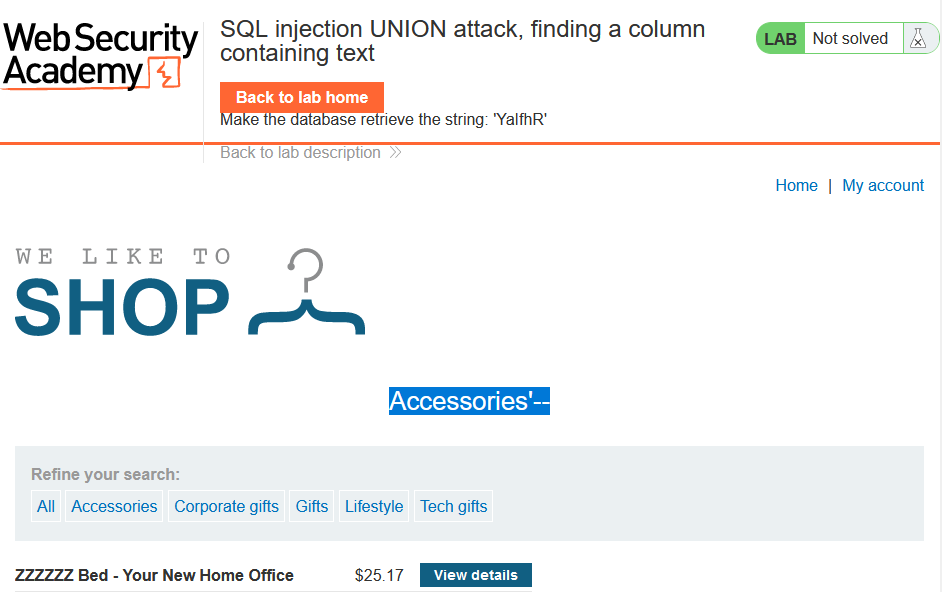 Web Security
Academy
SQL injection UNION attack, finding a column
containing text
LAB Not solved
Back to lab home
Make the database retrieve the string: 'YalfhR'
Back to lab description
Home | My account
WE LIKE TO
SHOP
Accessories'--
Refine your search:
All Accessories Corporate gifts Gifts Lifestyle Tech gifts
ZZZZZZ Bed - Your New Home Office $25.17 View details